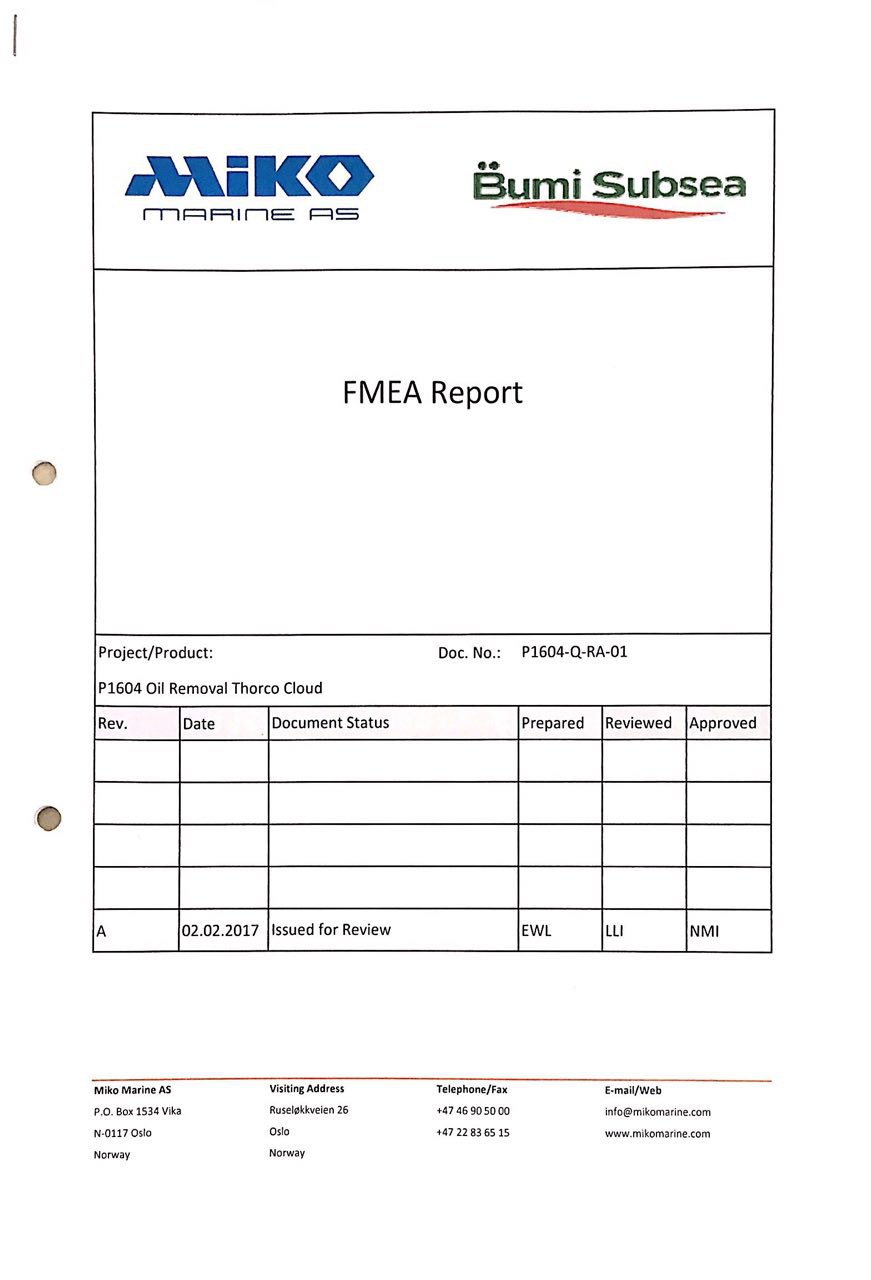 MiKO
MARINE AS
Bumi Subsea
FMEA Report
Project/Product:
Doc. No.: P1604-Q-RA-01
P1604 Oil Removal Thorco Cloud
Rev. Date Document Status Prepared Reviewed Approved
A 02.02.2017 Issued for Review EWL LLI NMI
Miko Marine AS Visiting Address Telephone/Fax E-mail/Web
P.O. Box 1534 Vika Ruseløkkveien 26 +47 46 90 50 00 info@mikomarine.com
N-0117 Oslo Oslo +47 22 83 65 15 www.mikomarine.com
Norway Norway